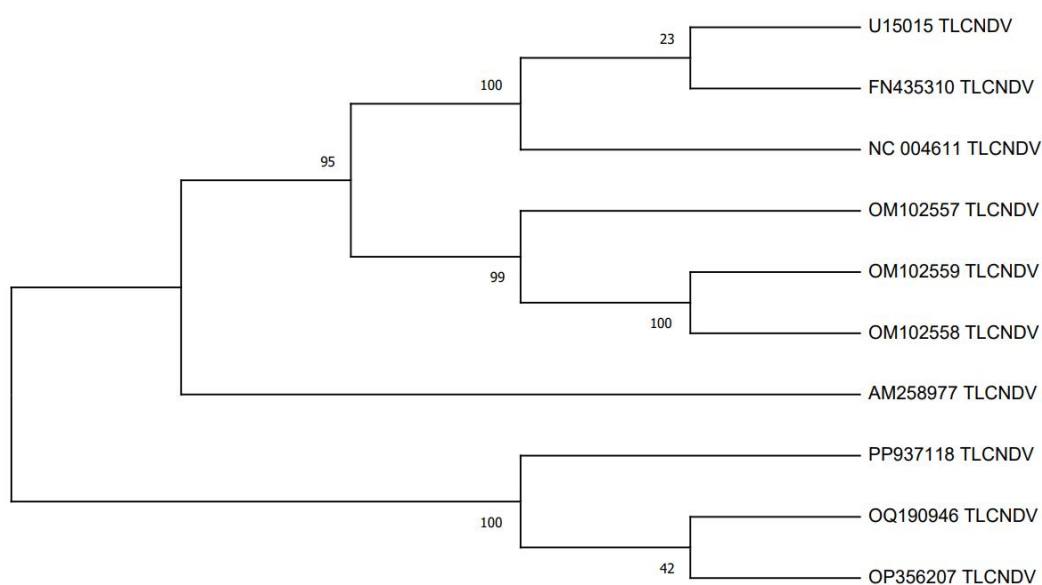 U15015 TLCNDV
23
FN435310 TLCNDV
100
NC 004611 TLCNDV
95
OM102557 TLCNDV
OM102559 TLCNDV
99
100
OM102558 TLCNDV
AM258977 TLCNDV
PP937118 TLCNDV
OQ190946 TLCNDV
100
42
OP356207 TLCNDV